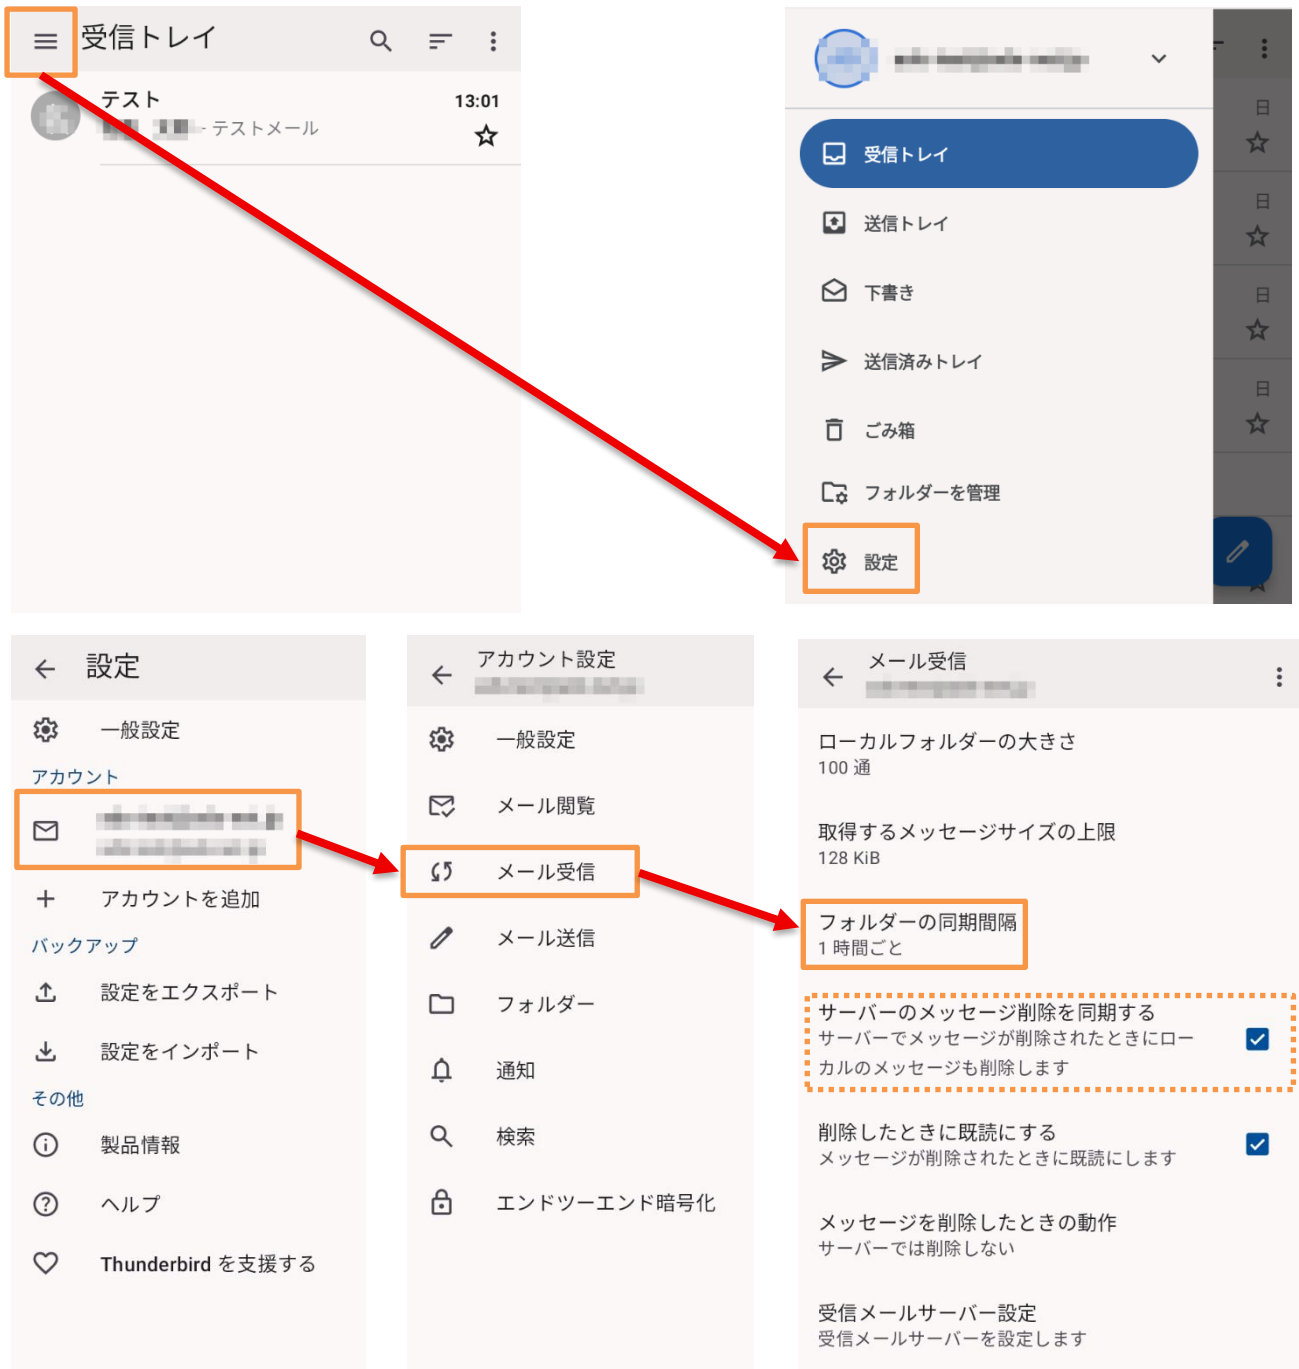 受信トレイ
テスト
13:01
- テストメール
受信トレイ
送信トレイ
下書き
送信済みトレイ
ごみ箱
フォルダーを管理
設定
日
日
日
日
設定
一般設定
アカウント
アカウントを追加
バックアップ
設定をエクスポート
設定をインポート
その他
製品情報
ヘルプ
Thunderbird を支援する
アカウント設定
一般設定
メール閲覧
メール受信
メール送信
フォルダー
通知
検索
エンドツーエンド暗号化
メール受信
ローカルフォルダーの大きさ
100 通
取得するメッセージサイズの上限
128 KiB
フォルダーの同期間隔
1 時間ごと
サーバーのメッセージ削除を同期する
サーバーでメッセージが削除されたときにロー
カルのメッセージも削除します
削除したときに既読にする
メッセージが削除されたときに既読にします
メッセージを削除したときの動作
サーバーでは削除しない
受信メールサーバー設定
受信メールサーバーを設定します